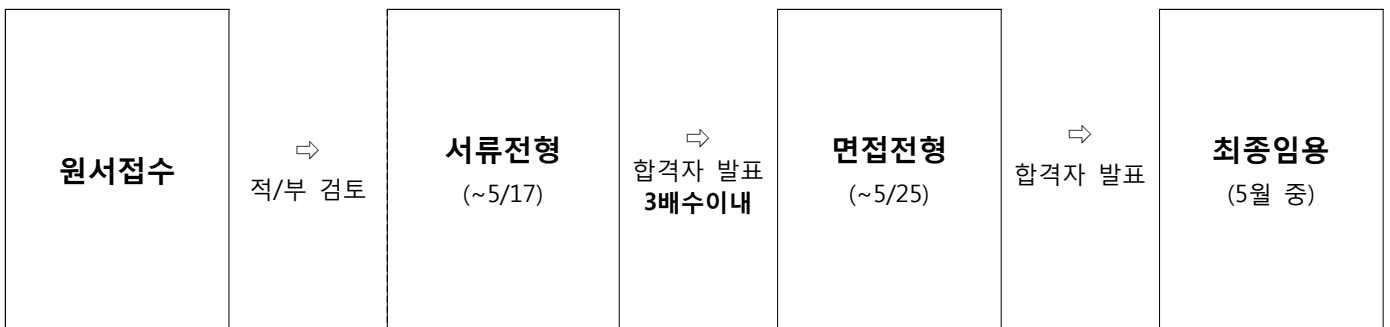 원서접수
⇨
적/부 검토
서류전형
(~5/17)
⇨
합격자 발표
3배수이내
면접전형
(~5/25)
⇨
합격자 발표
최종임용
(5월 중)